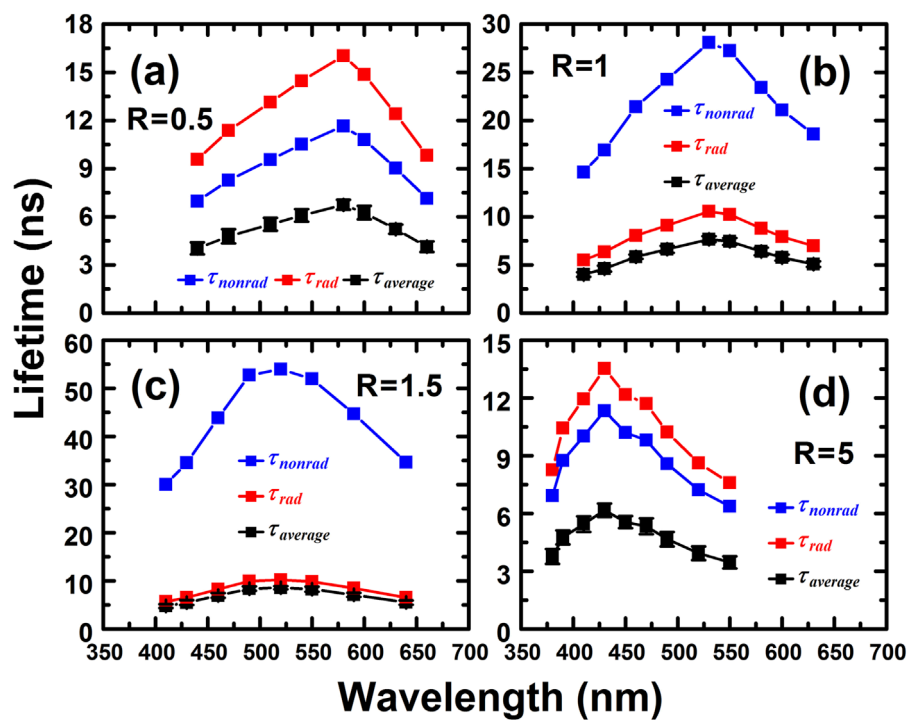 Lifetime (ns)
18
15
12
9
6
3
0
(a)
R=0.5
τnonrad τrad τaverage
30
25
20
15
10
5
0
R=1
(b)
τnonrad
τrad
τaverage
60
50
40
30
20
10
0
(c)
R=1.5
τnonrad
τrad
τaverage
350 400 450 500 550 600 650 700
15
12
9
6
3
0
(d)
R=5
τnonrad
τrad
τaverage
350 400 450 500 550 600 650 700
Wavelength (nm)